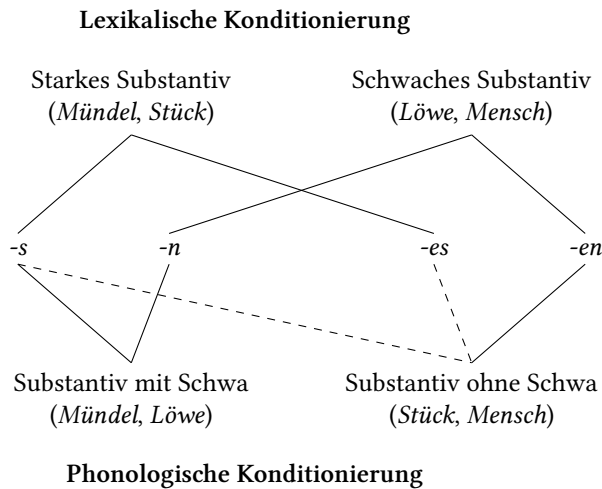 Lexikalische Konditionierung
Starkes Substantiv Schwaches Substantiv
(Mündel, Stück) (Löwe, Mensch)
-s -n -es -en
Substantiv mit Schwa Substantiv ohne Schwa
(Mündel, Löwe) (Stück, Mensch)
Phonologische Konditionierung